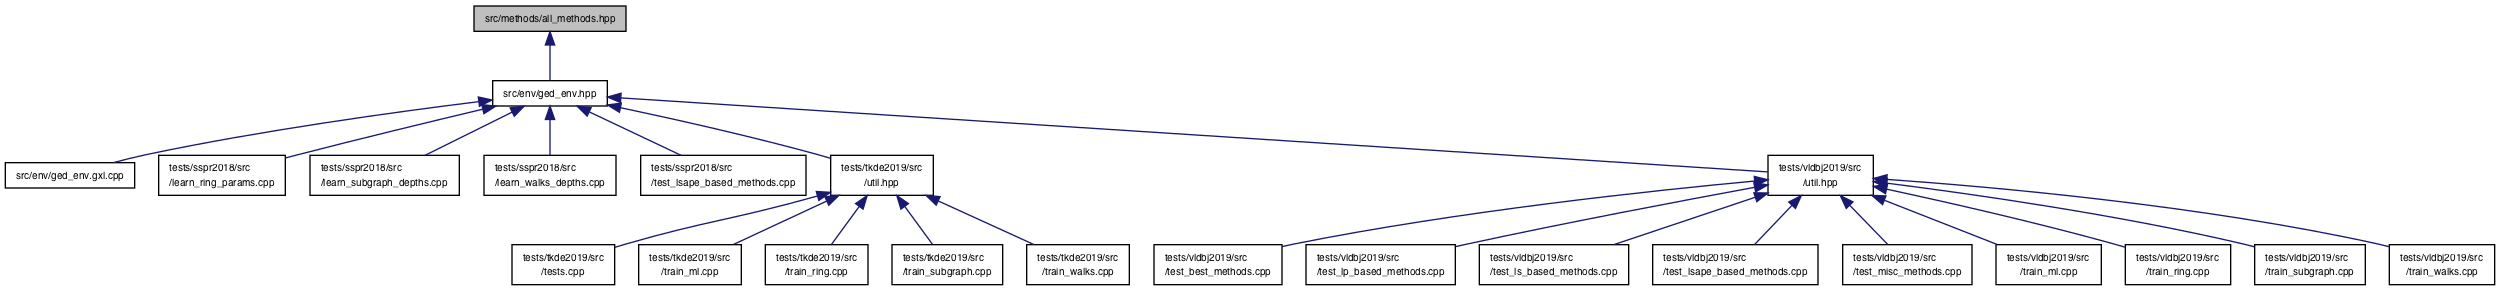 src/methods/all_methods.hpp
src/env/ged_env.hpp
src/env/ged_env.gxl.cpp
tests/sspr2018/src
/learn_ring_params.cpp
tests/sspr2018/src
/learn_subgraph_depths.cpp
tests/sspr2018/src
/learn_walks_depths.cpp
tests/sspr2018/src
/test_lsape_based_methods.cpp
tests/tkde2019/src
/util.hpp
tests/vldbj2019/src
/util.hpp
tests/tkde2019/src
/tests.cpp
tests/tkde2019/src
/train_ml.cpp
tests/tkde2019/src
/train_ring.cpp
tests/tkde2019/src
/train_subgraph.cpp
tests/tkde2019/src
/train_walks.cpp
tests/vldbj2019/src
/test_best_methods.cpp
tests/vldbj2019/src
/test_lp_based_methods.cpp
tests/vldbj2019/src
/test_ls_based_methods.cpp
tests/vldbj2019/src
/test_lsape_based_methods.cpp
tests/vldbj2019/src
/test_misc_methods.cpp
tests/vldbj2019/src
/train_ml.cpp
tests/vldbj2019/src
/train_ring.cpp
tests/vldbj2019/src
/train_subgraph.cpp
tests/vldbj2019/src
/train_walks.cpp